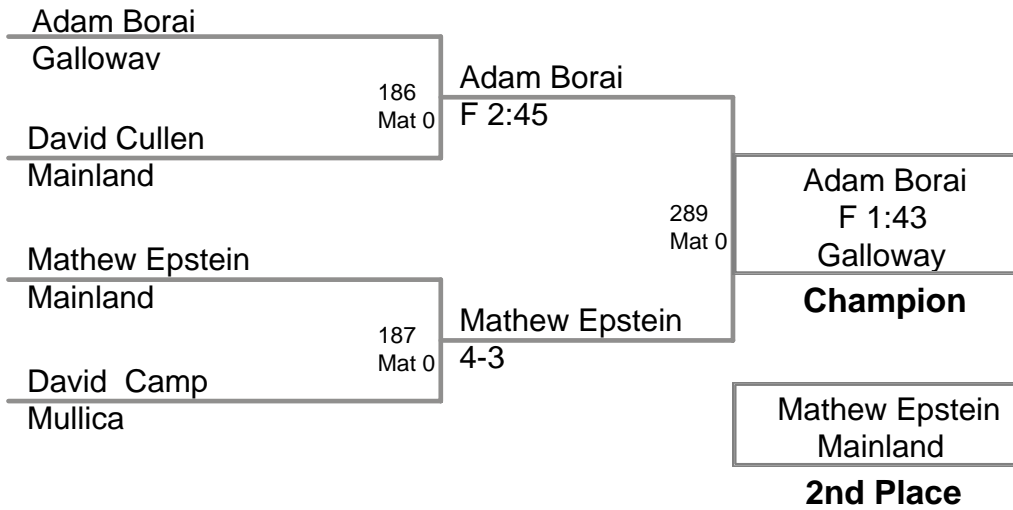 Adam Borai
Galloway
186
Mat 0
David Cullen
Mainland
Adam Borai
F 2:45
Mathew Epstein
Mainland
187
Mat 0
David  Camp
Mullica
Mathew Epstein
4-3
289
Mat 0
Adam Borai
F 1:43
Galloway
Champion
Mathew Epstein
Mainland
2nd Place